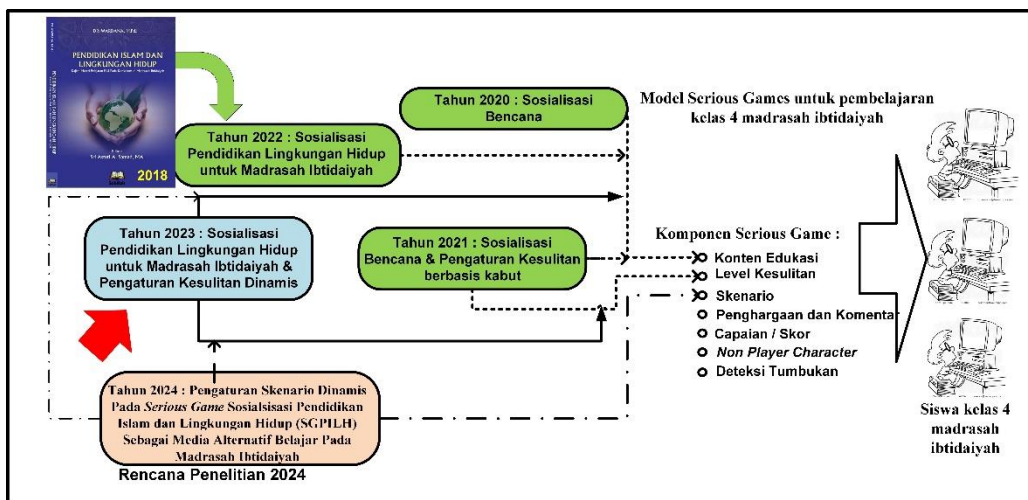 DR. WARDANA, M.Pd.I
PENDIDIKAN ISLAM DAN
LINGKUNGAN HIDUP
2018
Tahun 2022 : Sosialisasi
Pendidikan Lingkungan Hidup
untuk Madrasah Ibtidaiyah
Tahun 2020 : Sosialisasi
Bencana
Model Serious Games untuk pembelajaran
kelas 4 madrasah ibtidaiyah
Tahun 2023 : Sosialisasi
Pendidikan Lingkungan Hidup
untuk Madrasah Ibtidaiyah &
Pengaturan Kesulitan Dinamis
Tahun 2021 : Sosialisasi
Bencana & Pengaturan Kesulitan
berbasis kabut
Komponen Serious Game :
Konten Edukasi
Level Kesulitan
Skenario
Penghargaan dan Komentar
Capaian / Skor
Non Player Character
Deteksi Tumbukan
Tahun 2024 : Pengaturan Skenario Dinamis
Pada Serious Game Sosialsisasi Pendidikan
Islam dan Lingkungan Hidup (SGPILH)
Sebagai Media Alternatif Belajar Pada
Madrasah Ibtidaiyah
Rencana Penelitian 2024
Siswa kelas 4
madrasah
ibtidaiyah